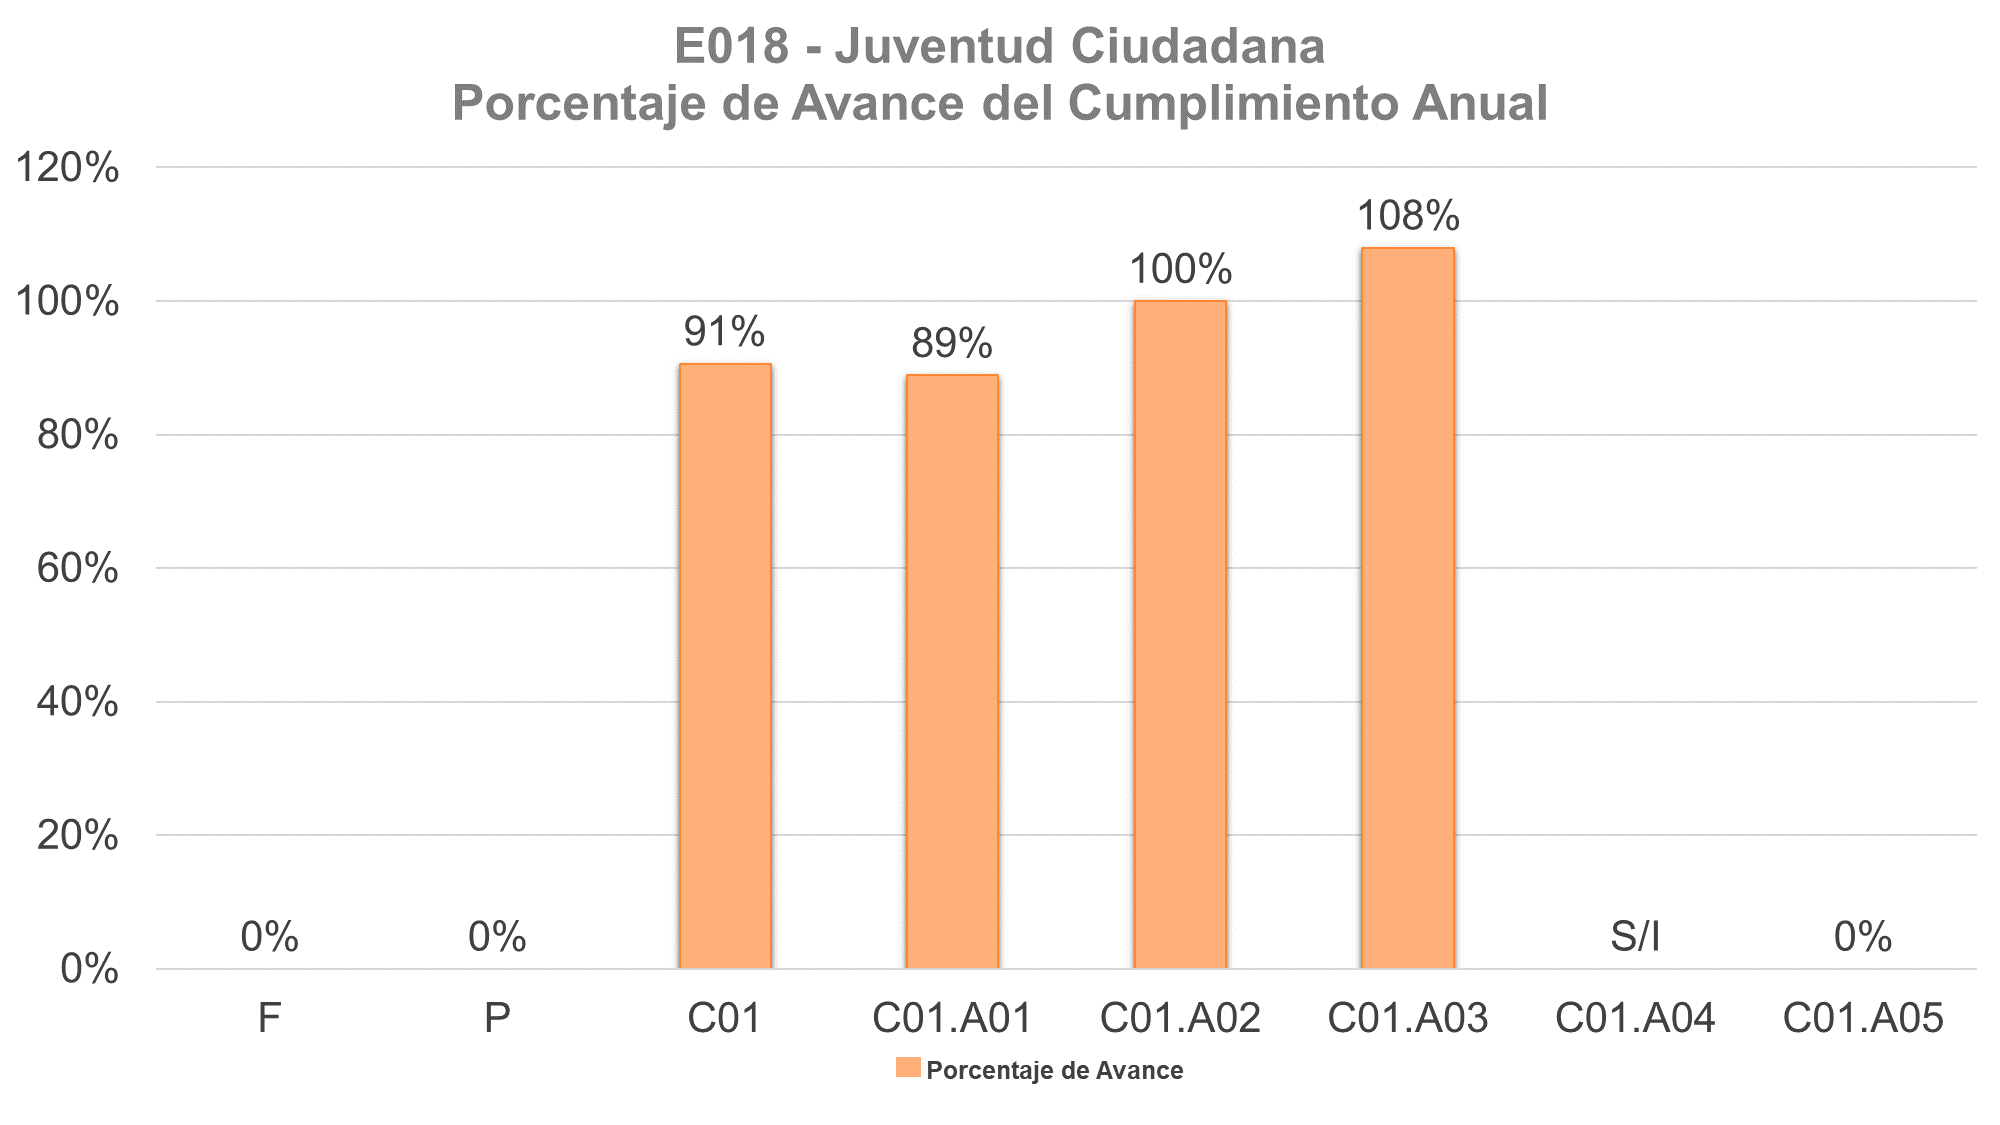 E018 - Juventud Ciudadana
Porcentaje de Avance del Cumplimiento Anual
120%
100%
80%
60%
40%
20%
0%
0%
0%
91%
89%
100%
108%
S/I
0%
F
P
C01
C01.A01
C01.A02
C01.A03
C01.A04
C01.A05
Porcentaje de Avance